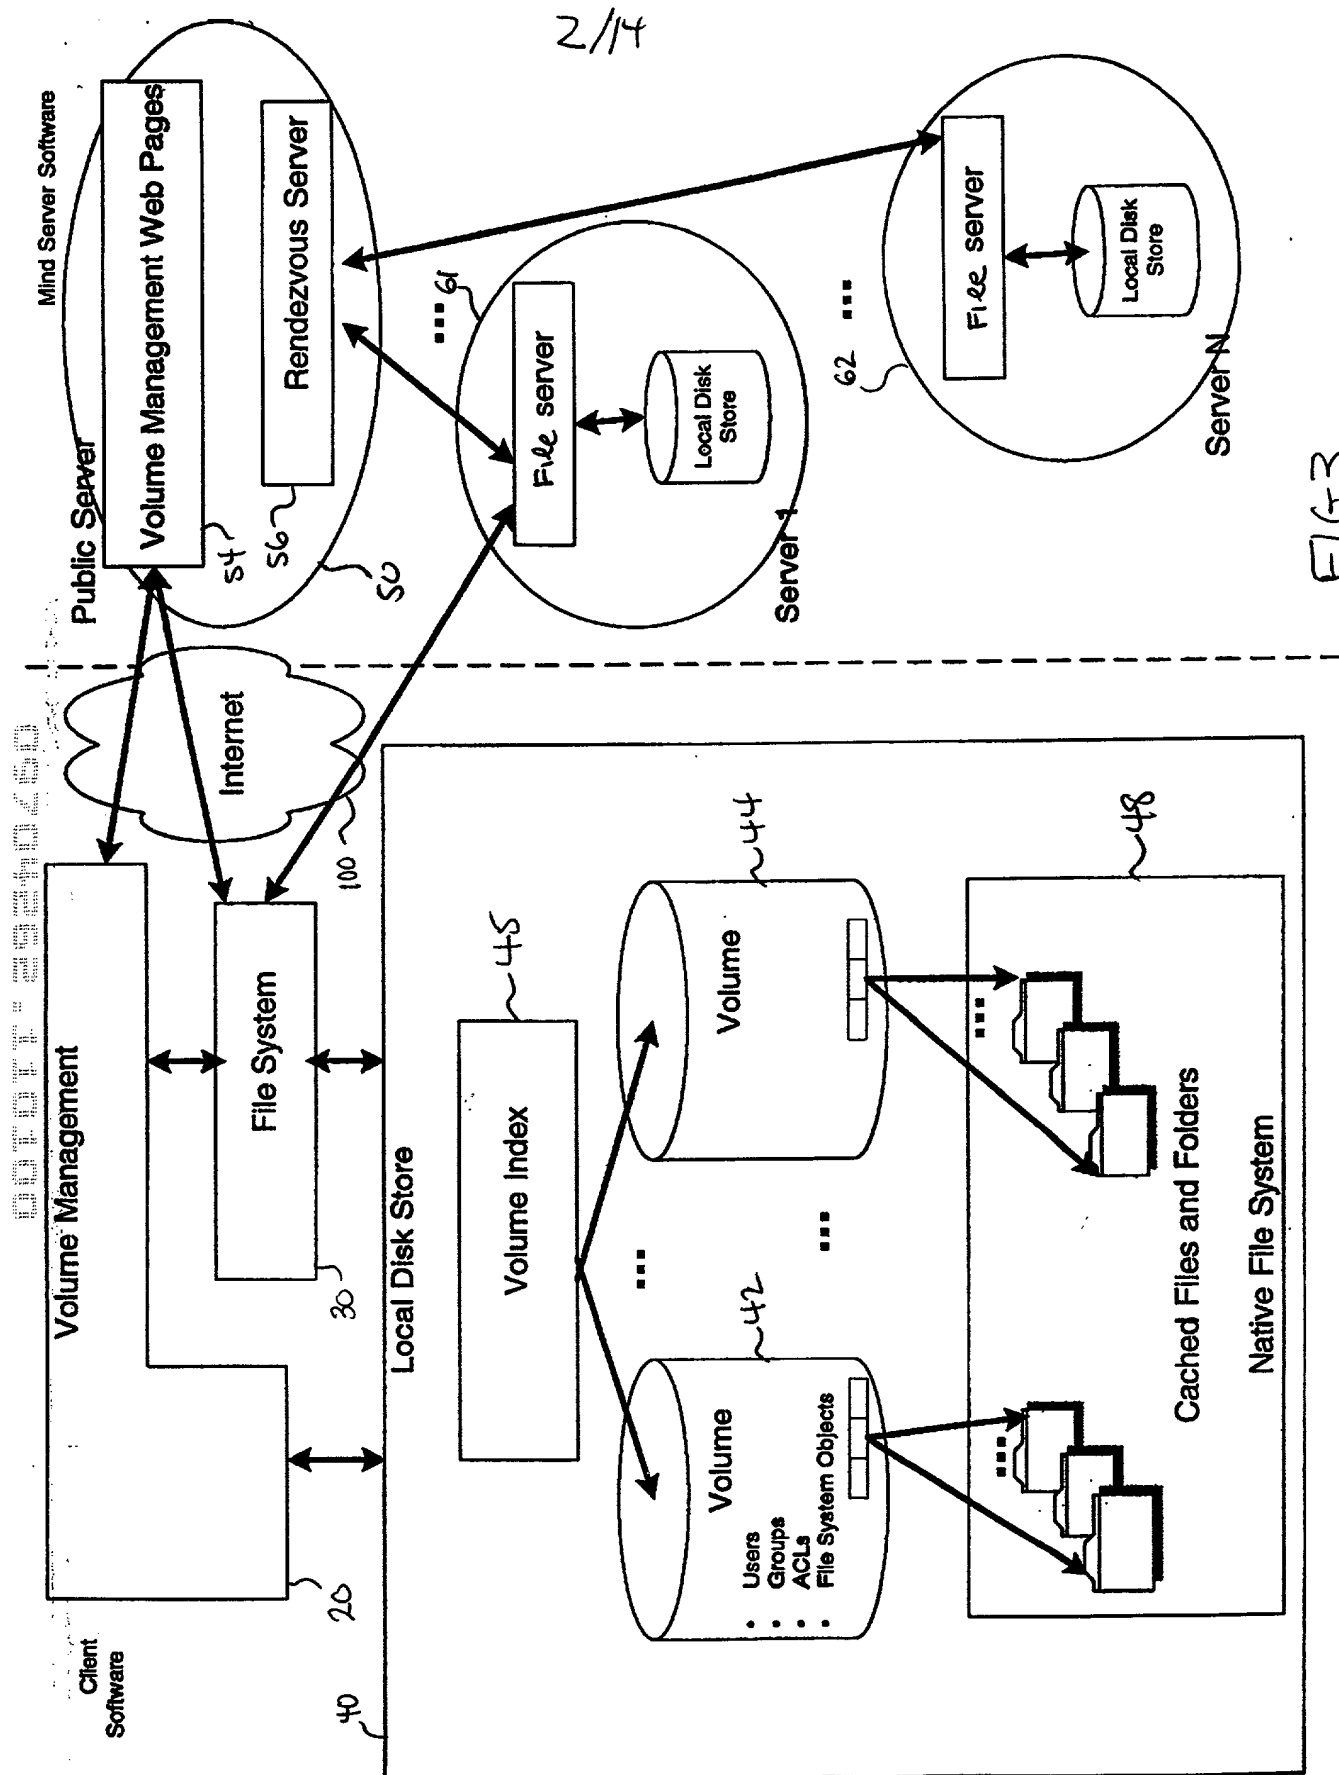 2/14
Client
Software
Mind Server Software
Volume Management
20
File System
30
Internet
100
Public Server
Volume Management Web Pages
54
Rendezvous Server
56
50
40
Local Disk Store
Volume Index
45
...
Volume
42
• Users
• Groups
• ACLs
• File System Objects
...
Volume
44
...
...
Cached Files and Folders
Native File System
48
...
61
File server
Local Disk
Store
Server 1
...
62
File server
Local Disk
Store
Server N
FIG 3